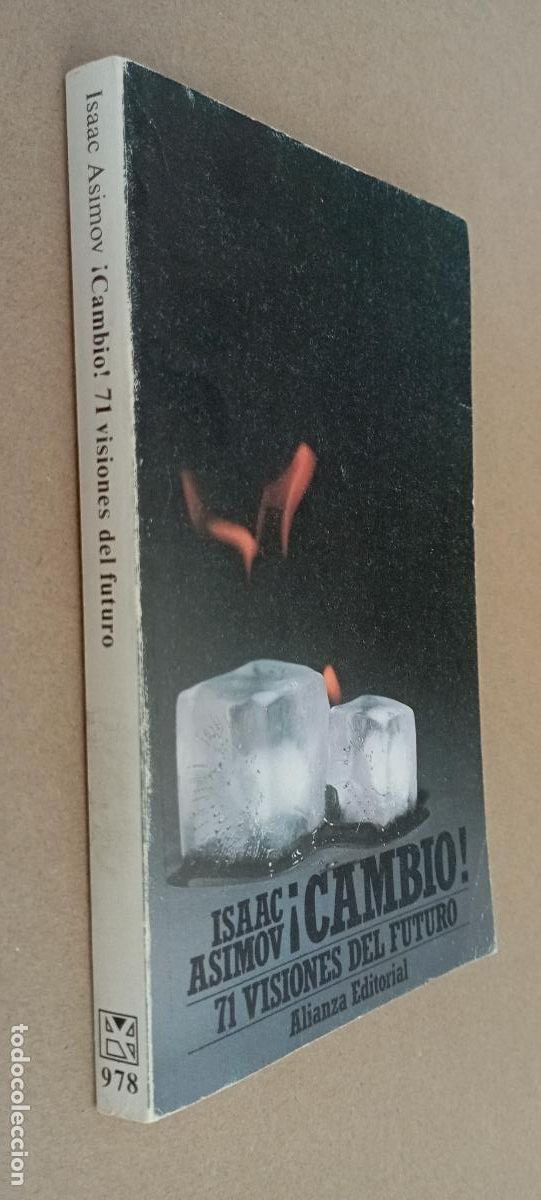 Isaac Asimov ¡Cambio! 71 visiones del futuro
978
ISAAC
ASIMOV
¡CAMBIO!
71 VISIONES DEL FUTURO
Alianza Editorial
todocoleccion